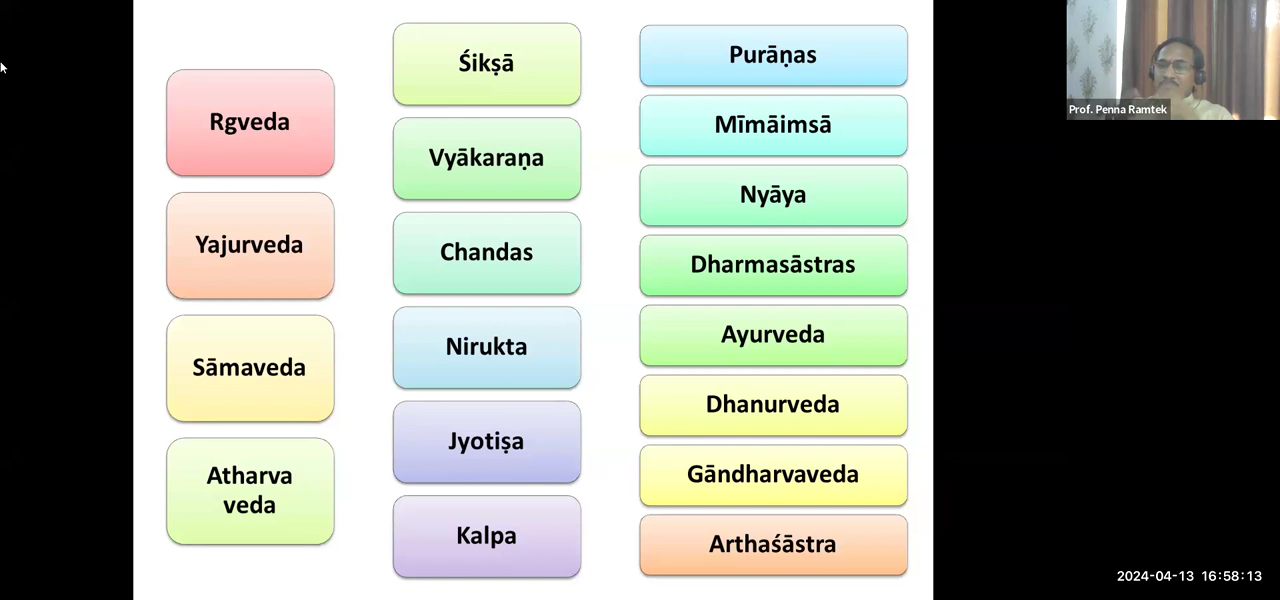 Rgveda
Yajurveda
Sāmaveda
Atharva
veda
Śikṣā
Vyākaraṇa
Chandas
Nirukta
Jyotiṣa
Kalpa
Purāṇas
Mīmāimsā
Nyāya
Dharmasāstras
Ayurveda
Dhanurveda
Gāndharvaveda
Arthaśāstra
Prof. Penna Ramtek
2024-04-13 16:58:13